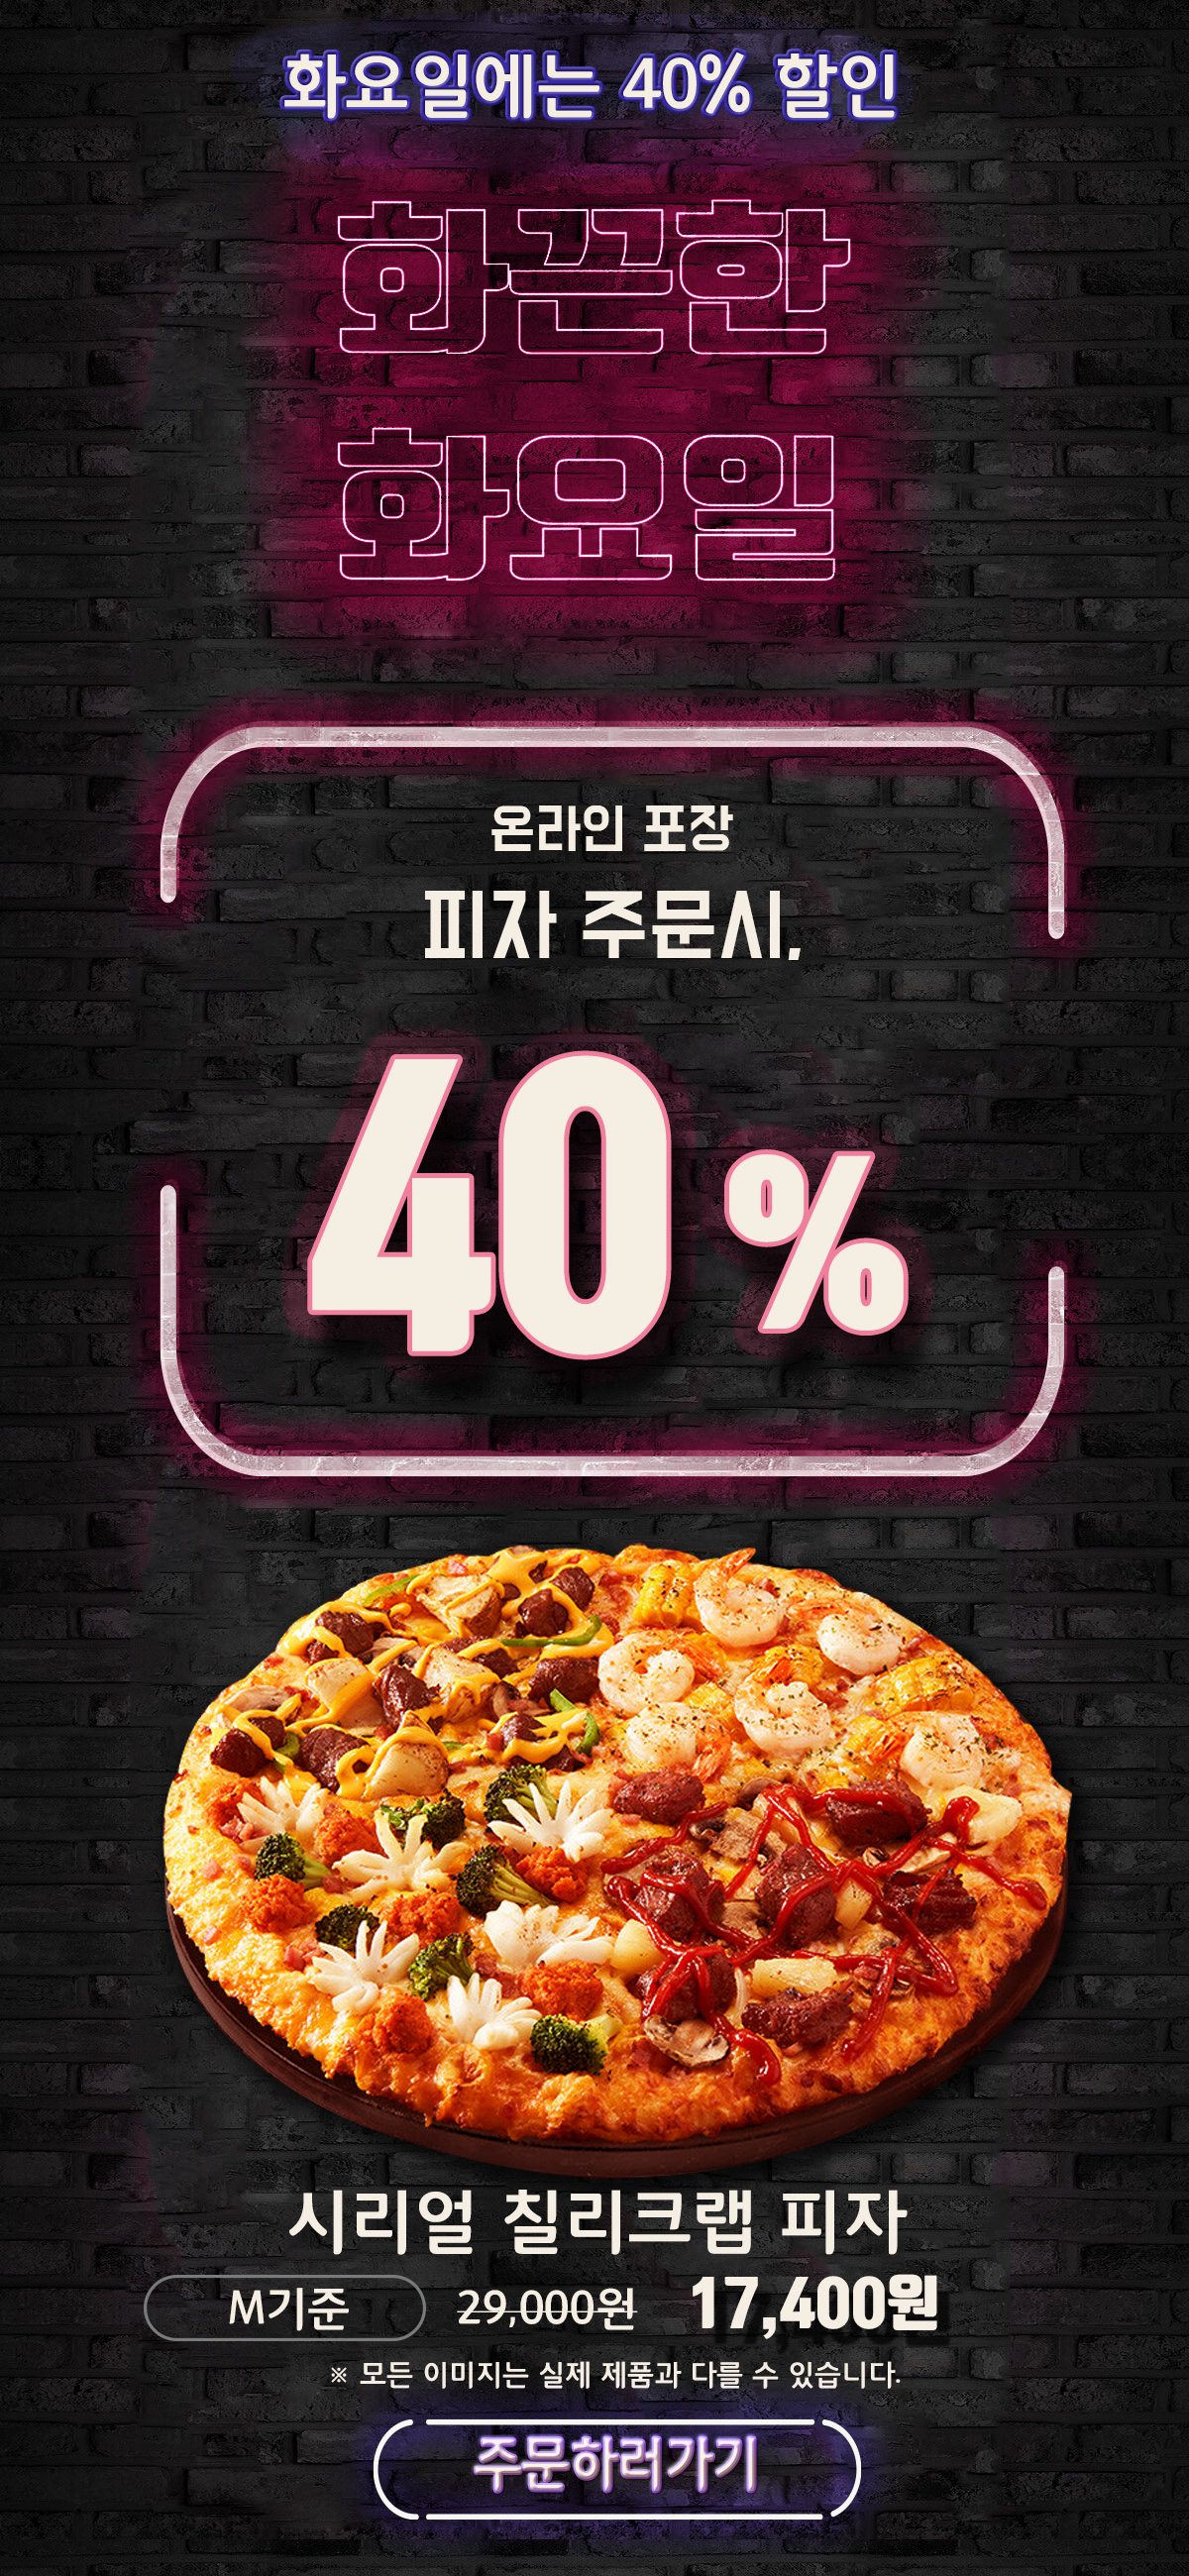 화요일에는 40% 할인
화끈한
화요일
온라인 포장
피자 주문시,
40%
시리얼 칠리크랩 피자
M기준 29,000원 17,400원
※ 모든 이미지는 실제 제품과 다를 수 있습니다.
주문하러가기